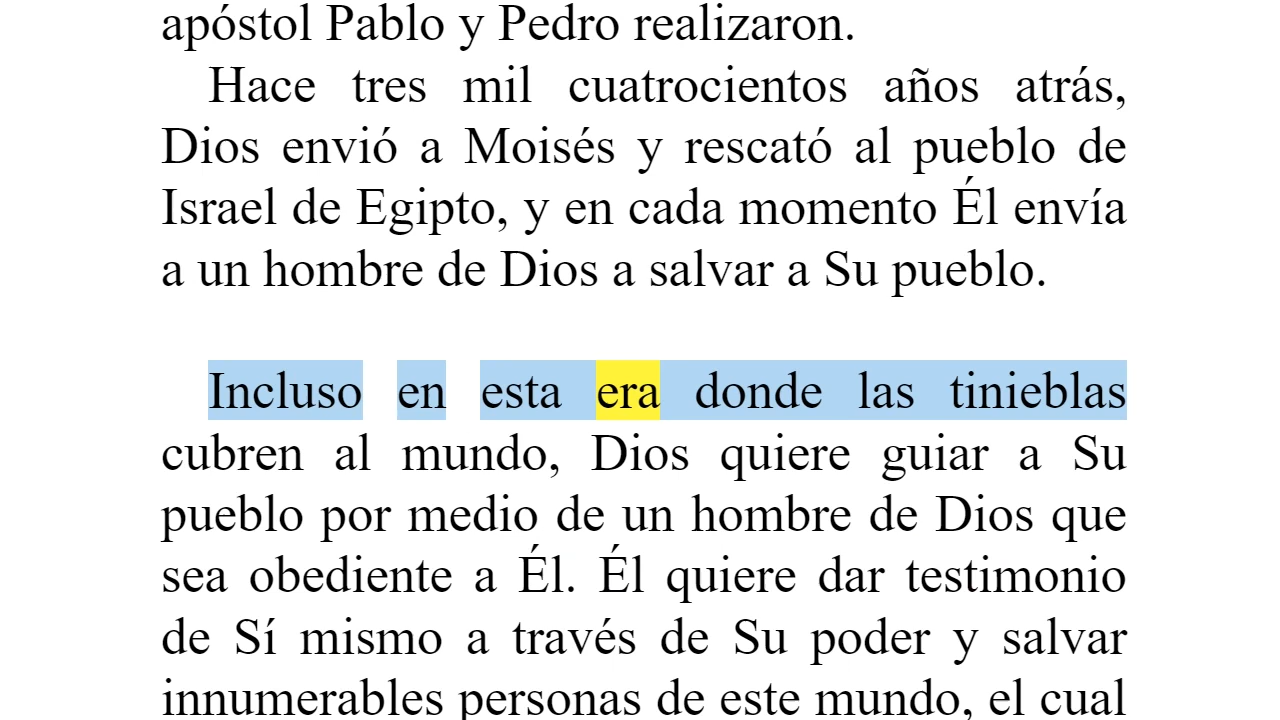 apóstol Pablo y Pedro realizaron.
Hace tres mil cuatrocientos años atrás,
Dios envió a Moisés y rescató al pueblo de
Israel de Egipto, y en cada momento Él envía
a un hombre de Dios a salvar a Su pueblo.
Incluso en esta era donde las tinieblas
cubren al mundo, Dios quiere guiar a Su
pueblo por medio de un hombre de Dios que
sea obediente a Él. Él quiere dar testimonio
de Sí mismo a través de Su poder y salvar
innumerables personas de este mundo, el cual